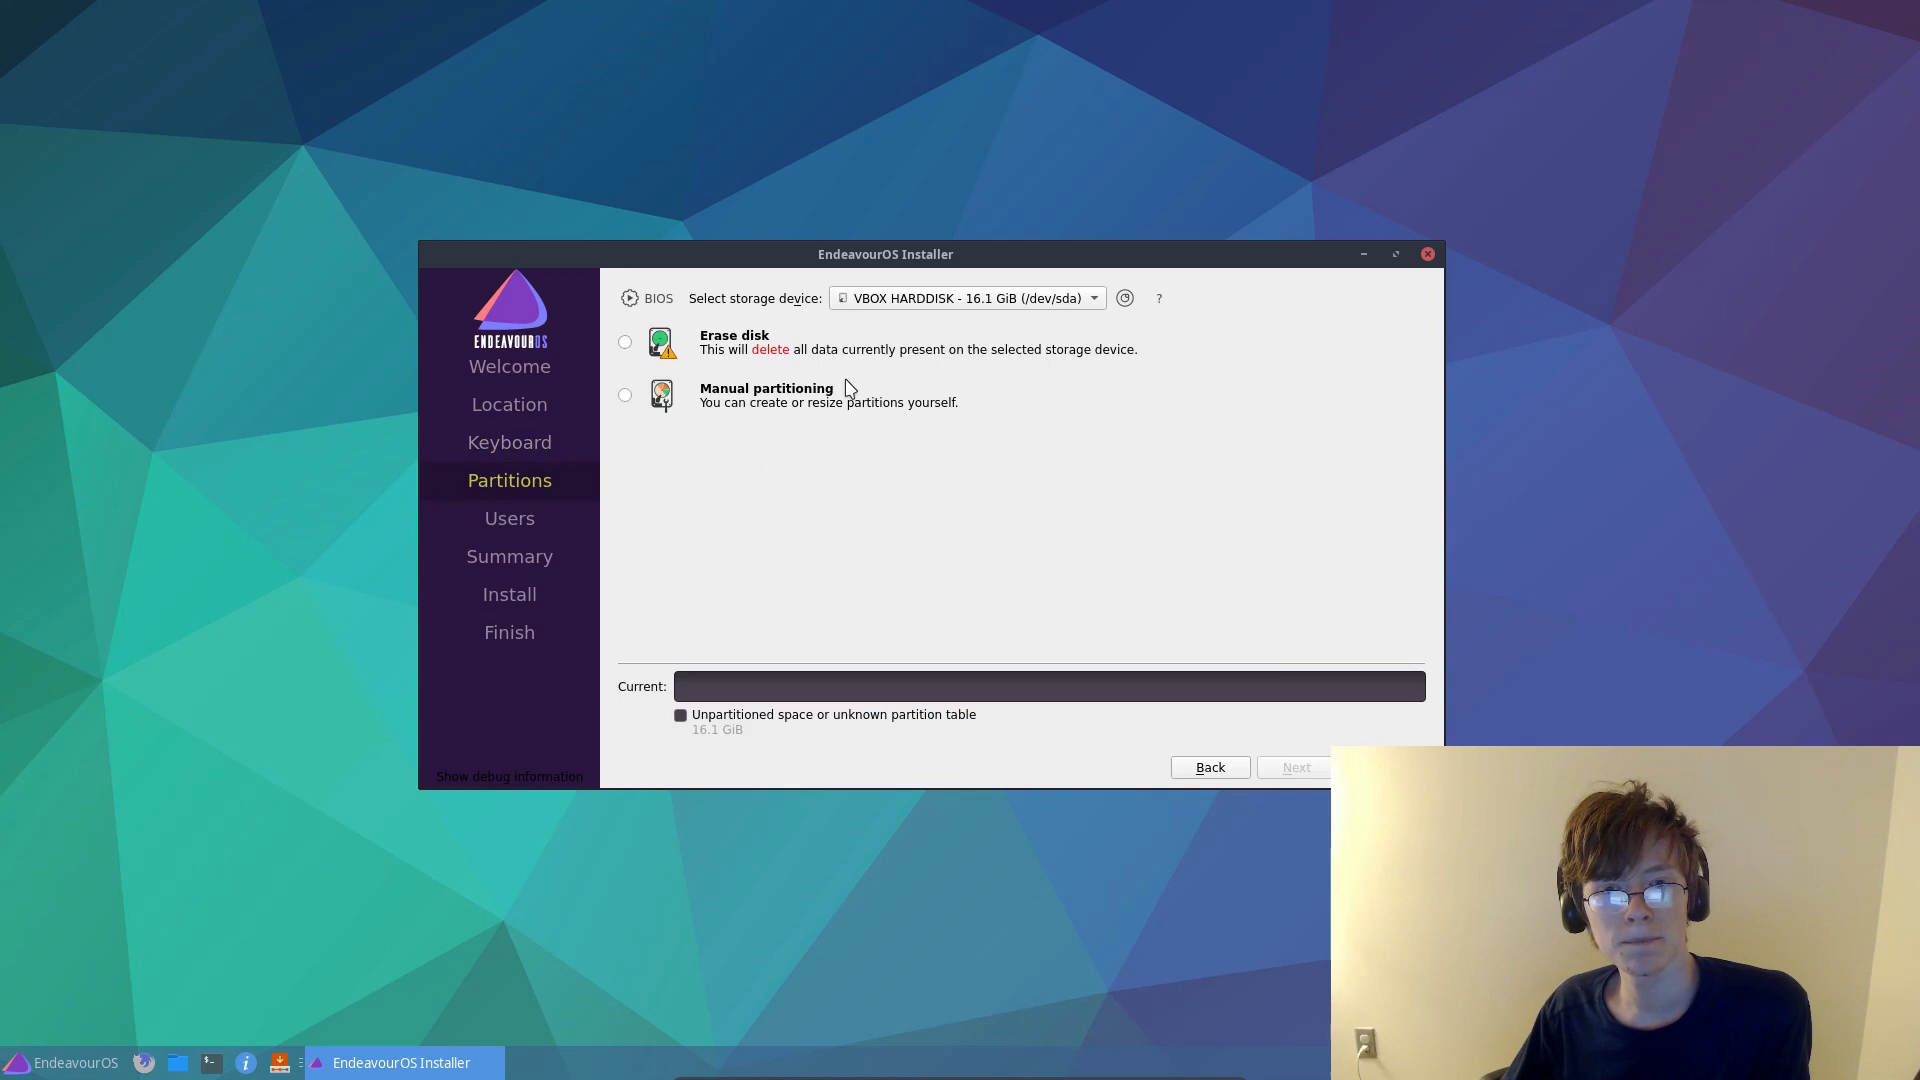 EndeavourOS Installer
ENDEAVOUROS
Welcome
Location
Keyboard
Partitions
Users
Summary
Install
Finish
Show debug information
BIOS
Select storage device:
VBOX HARDDISK - 16.1 GiB (/dev/sda)
?
Erase disk
This will delete all data currently present on the selected storage device.
Manual partitioning
You can create or resize partitions yourself.
Current:
Unpartitioned space or unknown partition table
16.1 GiB
Back
Next
EndeavourOS
$-
i
EndeavourOS Installer